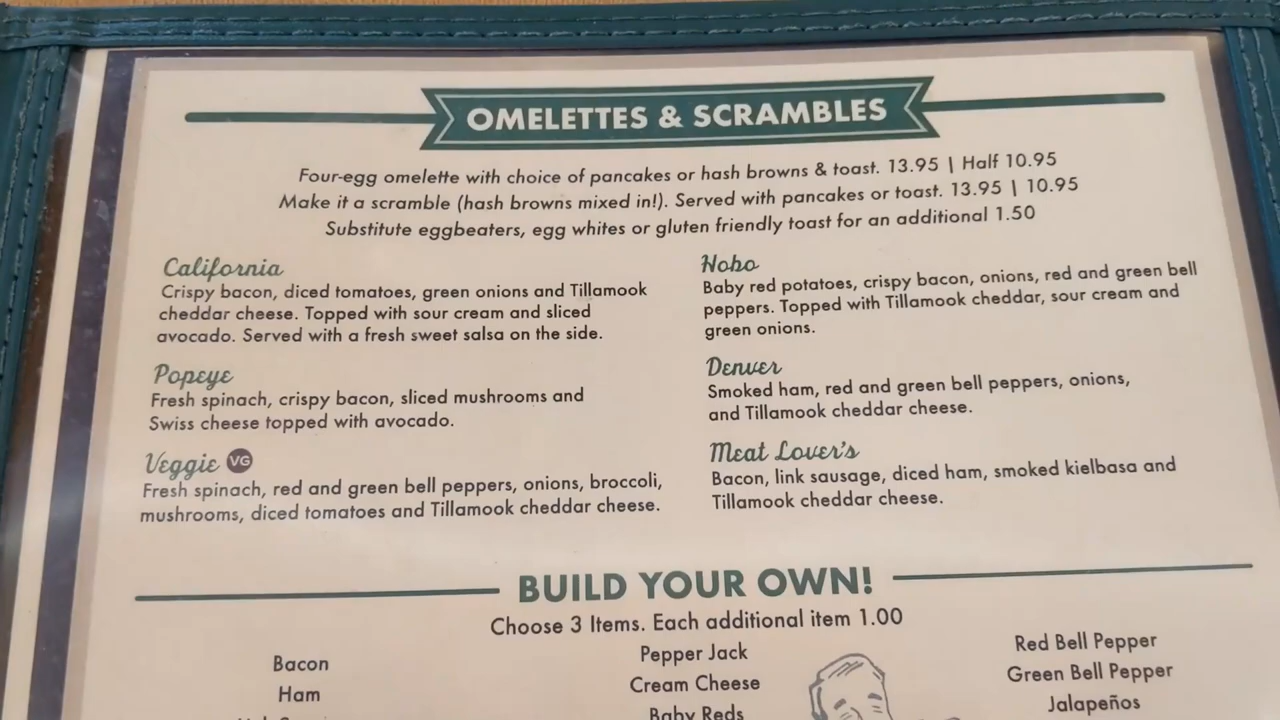 OMELETTES & SCRAMBLES
Four-egg omelette with choice of pancakes or hash browns & toast. 13.95 | Half 10.95
Make it a scramble (hash browns mixed in!). Served with pancakes or toast. 13.95 | 10.95
Substitute eggbeaters, egg whites or gluten friendly toast for an additional 1.50
California
Crispy bacon, diced tomatoes, green onions and Tillamook
cheddar cheese. Topped with sour cream and sliced
avocado. Served with a fresh sweet salsa on the side.
Popeye
Fresh spinach, crispy bacon, sliced mushrooms and
Swiss cheese topped with avocado.
Veggie VG
Fresh spinach, red and green bell peppers, onions, broccoli,
mushrooms, diced tomatoes and Tillamook cheddar cheese.
Hobo
Baby red potatoes, crispy bacon, onions, red and green bell
peppers. Topped with Tillamook cheddar, sour cream and
green onions.
Denver
Smoked ham, red and green bell peppers, onions,
and Tillamook cheddar cheese.
Meat Lover's
Bacon, link sausage, diced ham, smoked kielbasa and
Tillamook cheddar cheese.
BUILD YOUR OWN!
Choose 3 Items. Each additional item 1.00
Bacon
Ham
Pepper Jack
Cream Cheese
Baby Reds
Red Bell Pepper
Green Bell Pepper
Jalapeños